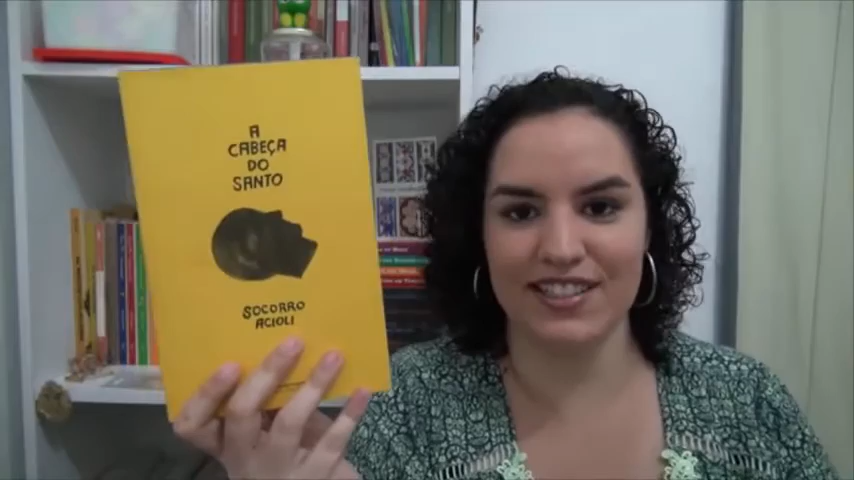 A
CABEÇA
DO
SANTO
SOCORRO
ACIOLI